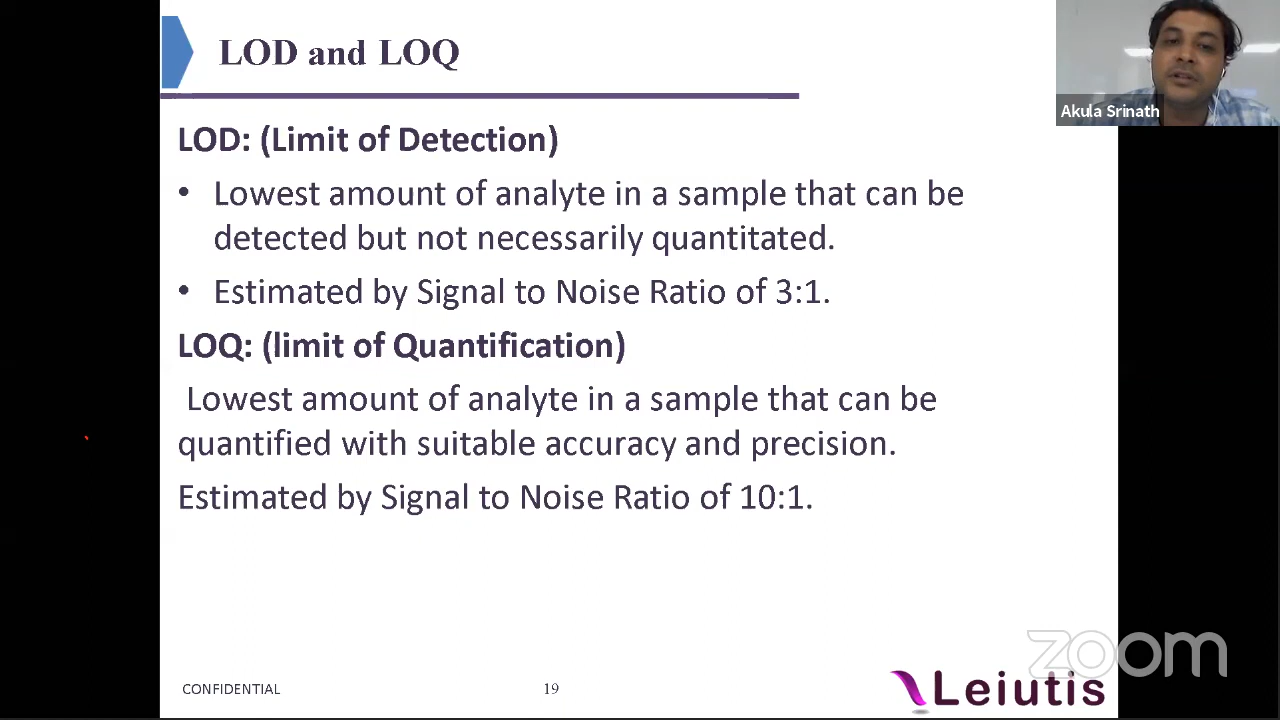 LOD and LOQ
Akula Srinath
LOD: (Limit of Detection)
• Lowest amount of analyte in a sample that can be
detected but not necessarily quantitated.
• Estimated by Signal to Noise Ratio of 3:1.
LOQ: (limit of Quantification)
Lowest amount of analyte in a sample that can be
quantified with suitable accuracy and precision.
Estimated by Signal to Noise Ratio of 10:1.
zoom
CONFIDENTIAL
19
Leiutis